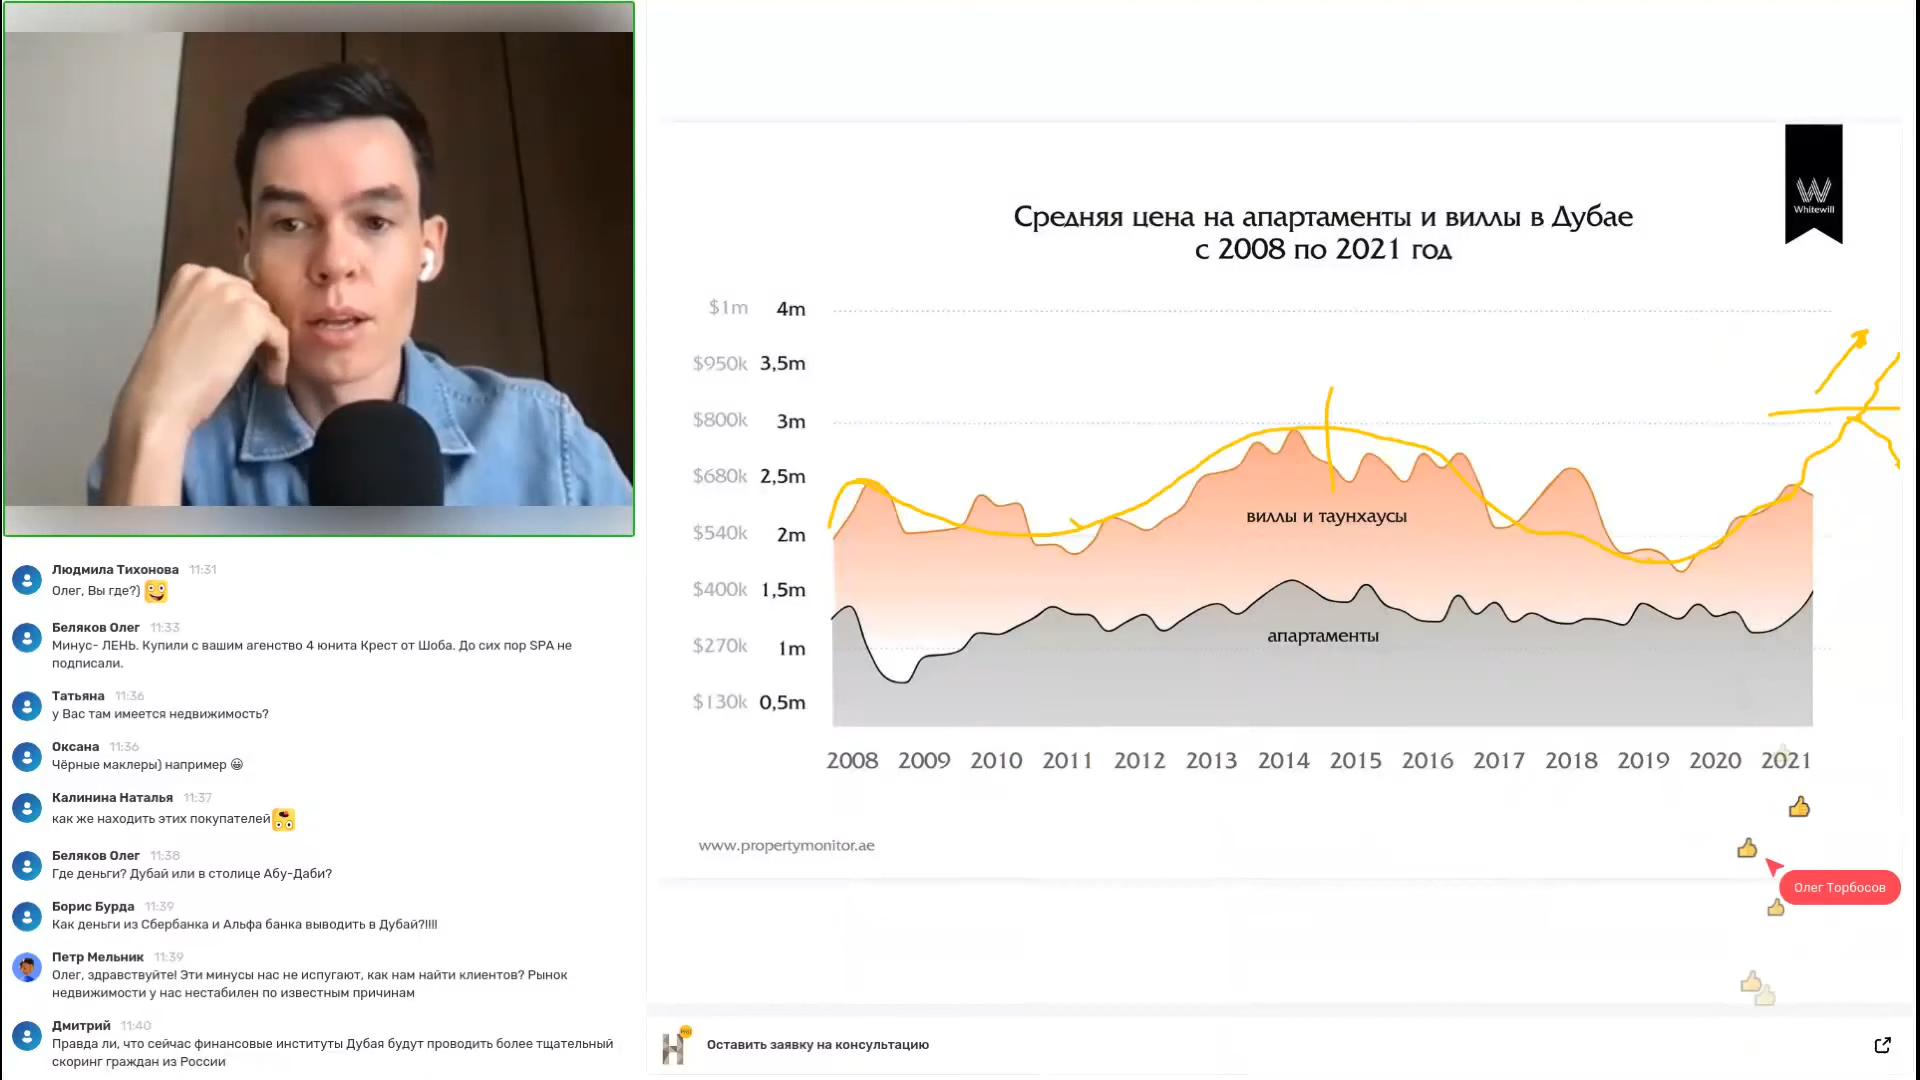 Людмила Тихонова 11:31
Олег, Вы где?)
Беляков Олег 11:33
Минус- ЛЕНЬ. Купили с вашим агенство 4 юнита Крест от Шоба. До сих пор SPA не
подписали.
Татьяна 11:36
у Вас там имеется недвижимость?
Оксана 11:36
Чёрные маклеры) например 😀
Калинина Наталья 11:37
как же находить этих покупателей
Беляков Олег 11:38
Где деньги? Дубай или в столице Абу-Даби?
Борис Бурда 11:39
Как деньги из Сбербанка и Альфа банка выводить в Дубай?!!!!
Петр Мельник 11:39
Олег, здравствуйте! Эти минусы нас не испугают, как нам найти клиентов? Рынок
недвижимости у нас нестабилен по известным причинам
Дмитрий 11:40
Правда ли, что сейчас финансовые институты Дубая будут проводить более тщательный
скоринг граждан из России
Whitewill
Средняя цена на апартаменты и виллы в Дубае
с 2008 по 2021 год
$1m 4m
$950k 3,5m
$800k 3m
$680k 2,5m
$540k 2m
$400k 1,5m
$270k 1m
$130k 0,5m
виллы и таунхаусы
апартаменты
2008 2009 2010 2011 2012 2013 2014 2015 2016 2017 2018 2019 2020 2021
www.propertymonitor.ae
Олег Торбосов
Оставить заявку на консультацию